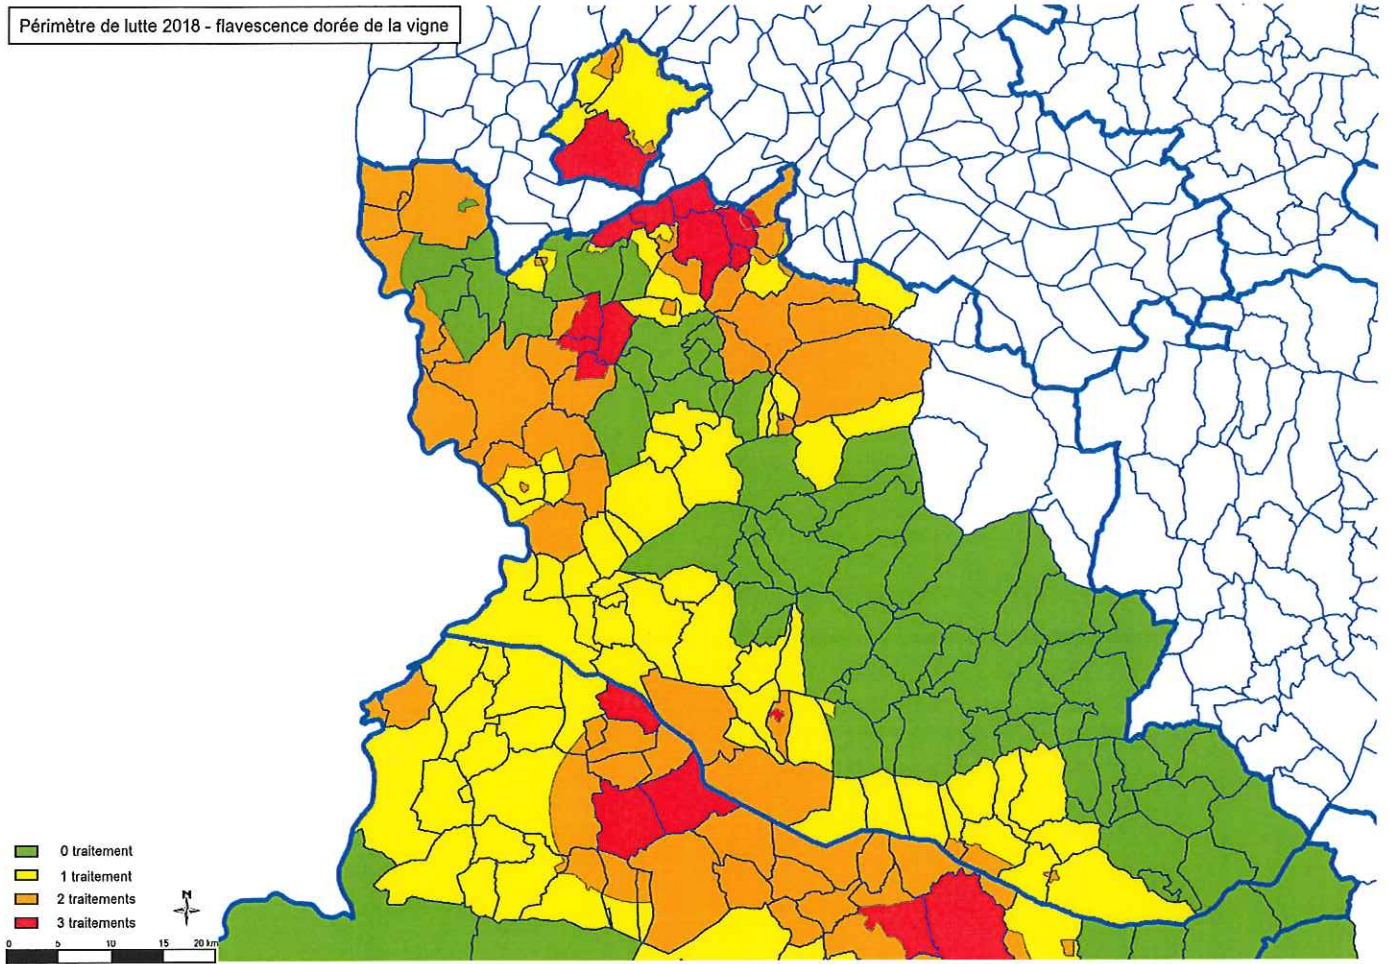 Périmètre de lutte 2018 - flavescence dorée de la vigne
0 traitement
1 traitement
2 traitements
3 traitements
N
0 5 10 15 20 km